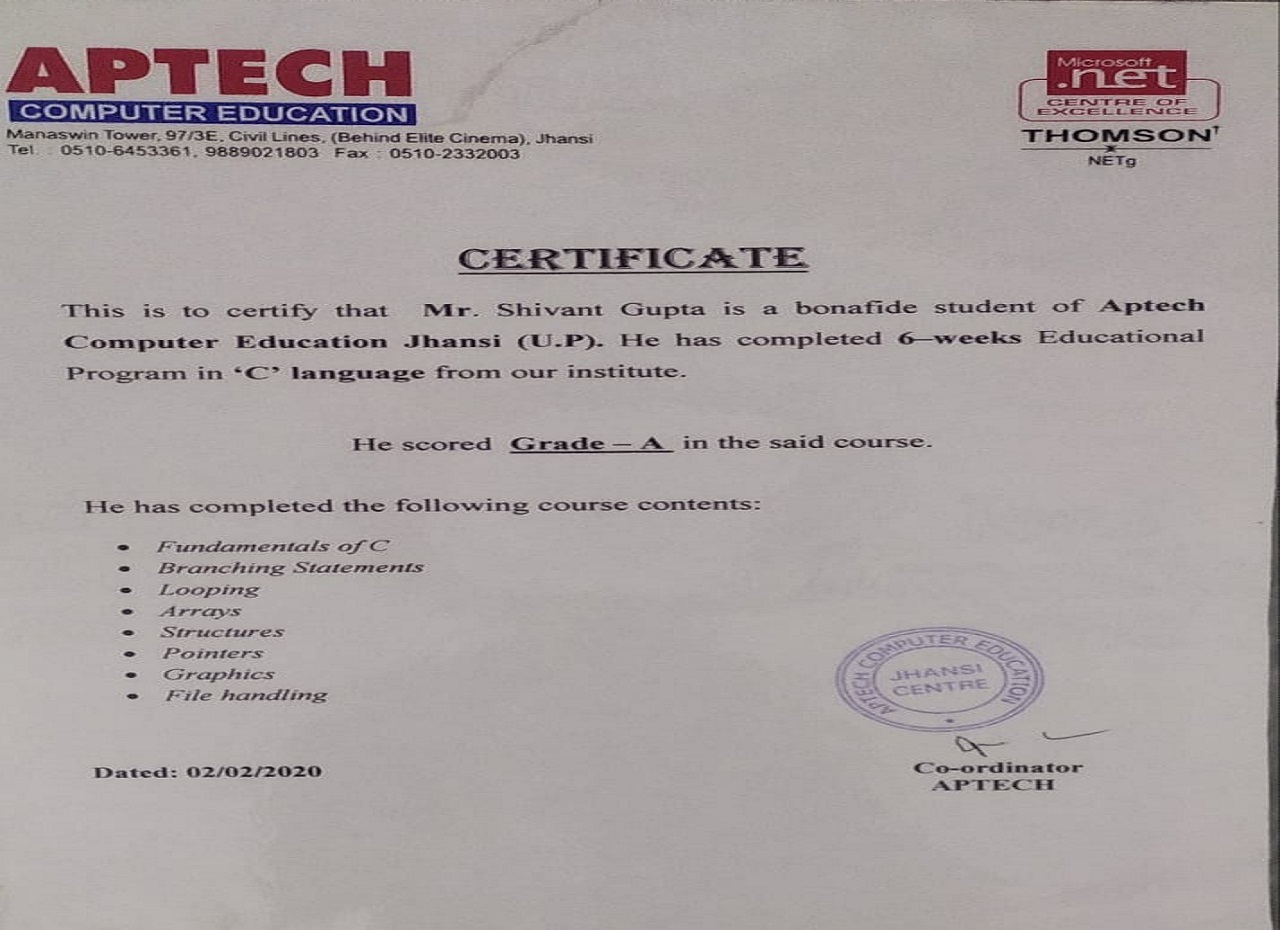 APTECH
COMPUTER EDUCATION
Manaswin Tower, 97/3E, Civil Lines, (Behind Elite Cinema), Jhansi
Tel. : 0510-6453361, 9889021803 Fax : 0510-2332003
Microsoft
.net
CENTRE OF
EXCELLENCE
THOMSON†
NETg
CERTIFICATE
This is to certify that Mr. Shivant Gupta is a bonafide student of Aptech
Computer Education Jhansi (U.P). He has completed 6–weeks Educational
Program in ‘C’ language from our institute.
He scored Grade – A in the said course.
He has completed the following course contents:
• Fundamentals of C
• Branching Statements
• Looping
• Arrays
• Structures
• Pointers
• Graphics
• File handling
APTECH COMPUTER EDUCATION
JHANSI
CENTRE
Dated: 02/02/2020
Co-ordinator
APTECH